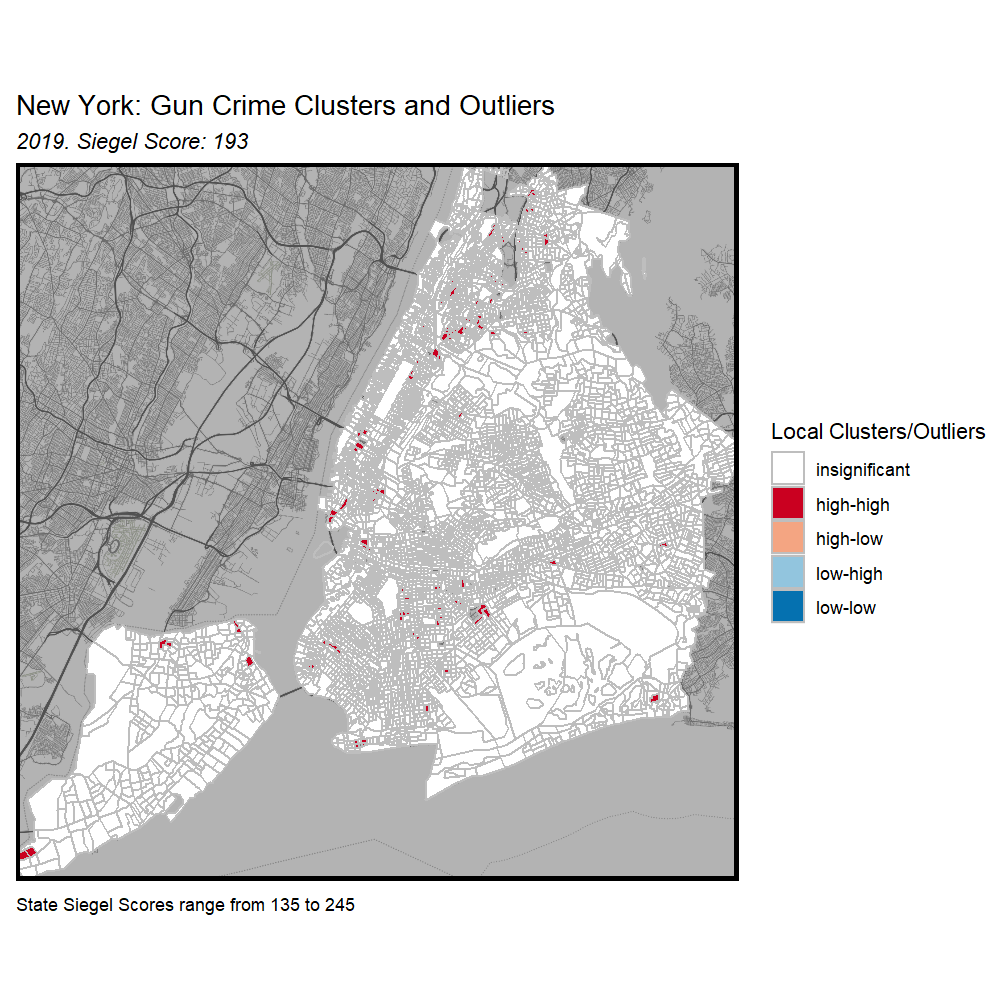 New York: Gun Crime Clusters and Outliers
2019. Siegel Score: 193
Local Clusters/Outliers
insignificant
high-high
high-low
low-high
low-low
State Siegel Scores range from 135 to 245